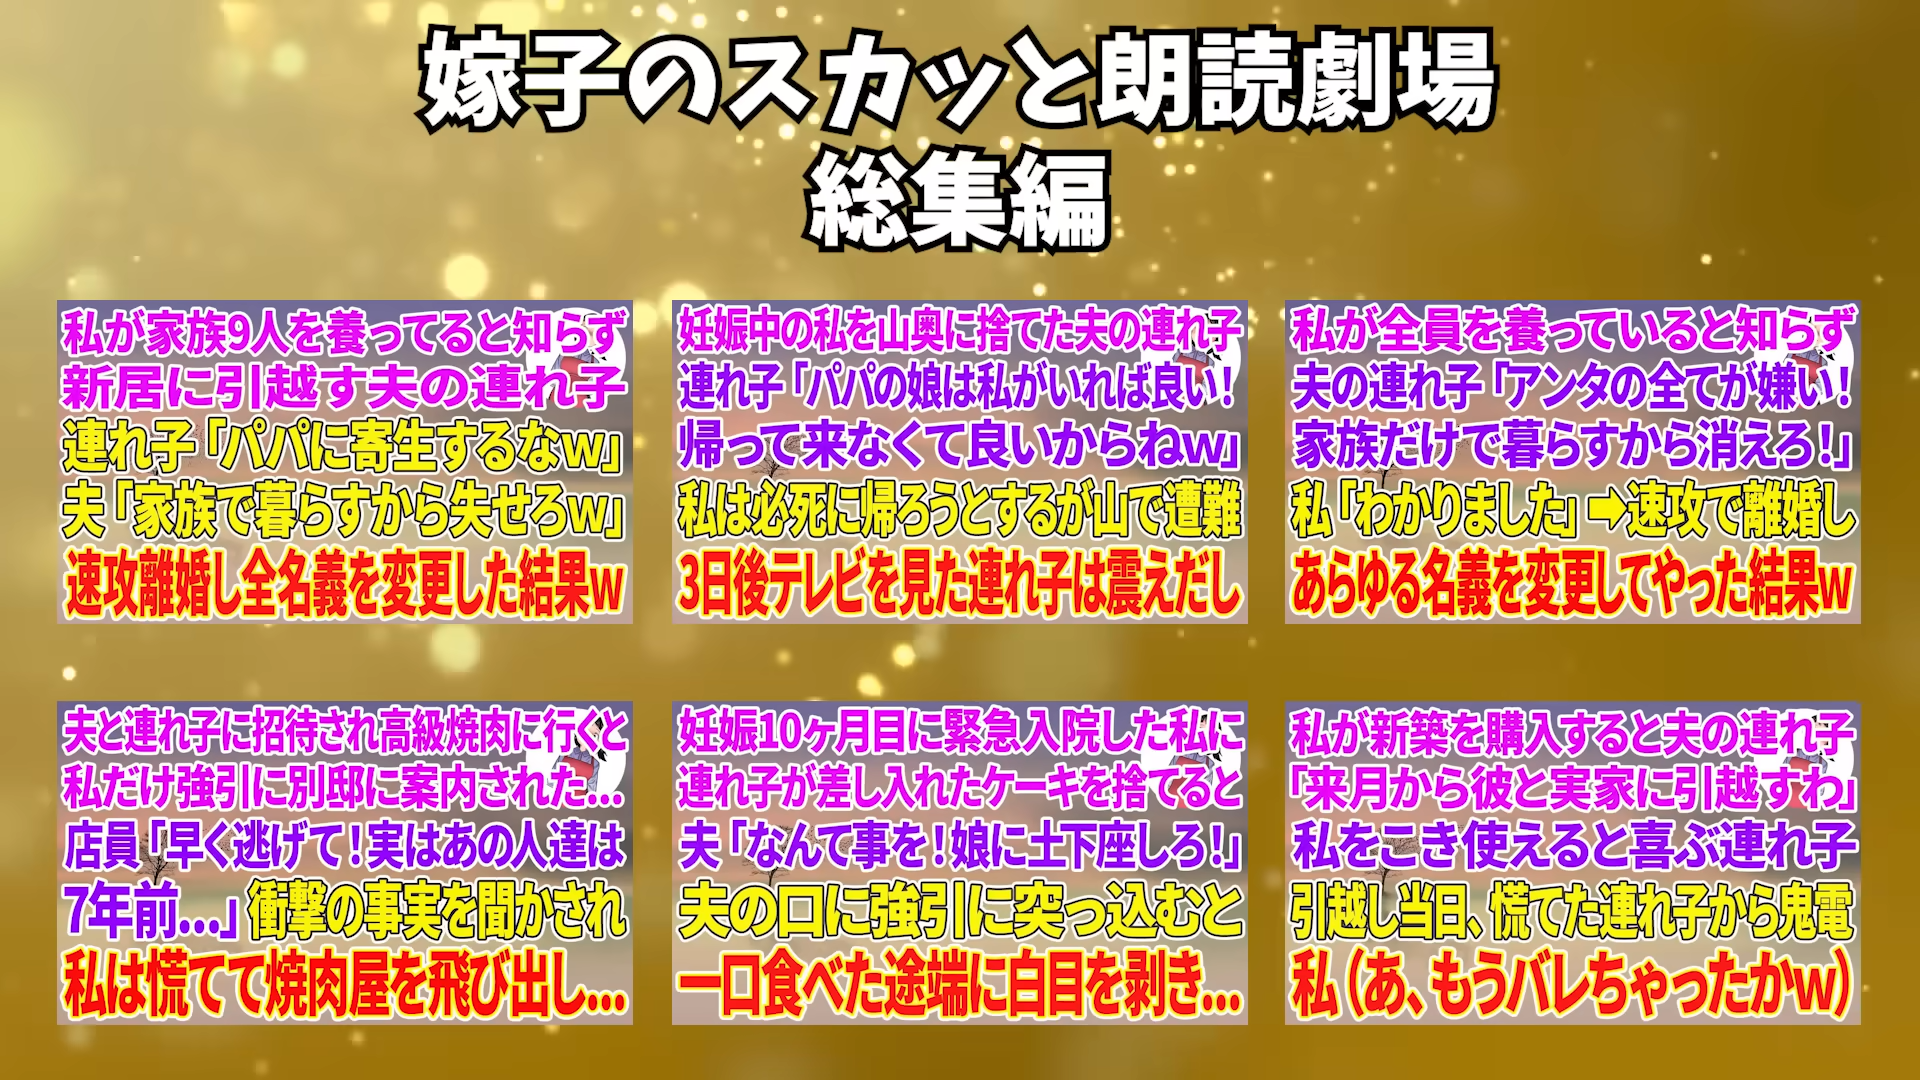 嫁子のスカッと朗読劇場
総集編
私が家族9人を養ってると知らず
新居に引越す夫の連れ子
連れ子「パパに寄生するなw」
夫「家族で暮らすから失せろw」
速攻離婚し全名義を変更した結果w
妊娠中の私を山奥に捨てた夫の連れ子
連れ子「パパの娘は私がいれば良い!
帰って来なくて良いからねw」
私は必死に帰ろうとするが山で遭難
3日後テレビを見た連れ子は震えだし
私が全員を養っていると知らず
夫の連れ子「アンタの全てが嫌い!
家族だけで暮らすから消えろ!」
私「わかりました」➡速攻で離婚し
あらゆる名義を変更してやった結果w
夫と連れ子に招待され高級焼肉に行くと
私だけ強引に別邸に案内された...
店員「早く逃げて!実はあの人達は
7年前...」衝撃の事実を聞かされ
私は慌てて焼肉屋を飛び出し...
妊娠10ヶ月目に緊急入院した私に
連れ子が差し入れたケーキを捨てると
夫「なんて事を!娘に土下座しろ!」
夫の口に強引に突っ込むと
一口食べた途端に白目を剥き...
私が新築を購入すると夫の連れ子
「来月から彼と実家に引越すわ」
私をこき使えると喜ぶ連れ子
引越し当日、慌てた連れ子から鬼電
私(あ、もうバレちゃったかw)